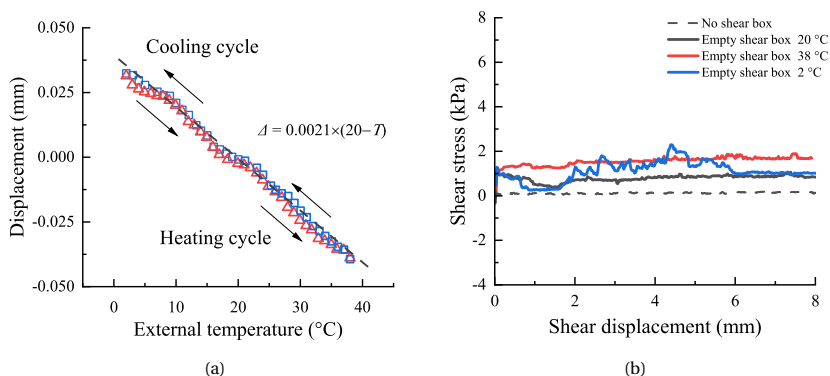 0.050
0.025
0.000
-0.025
-0.050
Displacement (mm)
Cooling cycle
Δ = 0.0021×(20−T)
Heating cycle
0
10
20
30
40
External temperature (°C)
(a)
8
6
4
2
0
-2
-4
Shear stress (kPa)
No shear box
Empty shear box 20 °C
Empty shear box 38 °C
Empty shear box 2 °C
0
2
4
6
8
Shear displacement (mm)
(b)